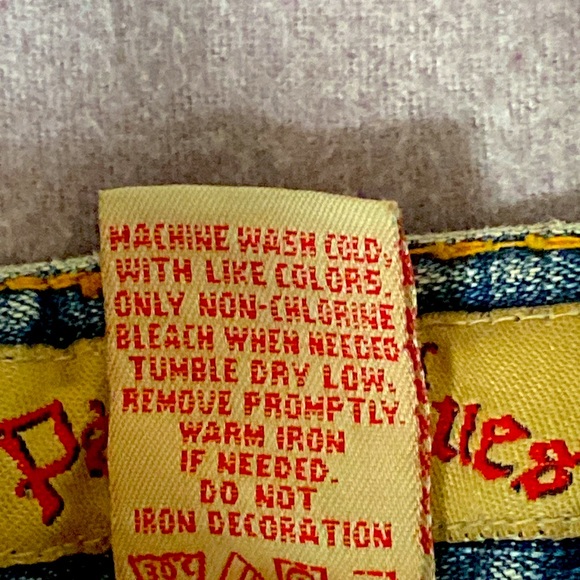 MACHINE WASH COLD,
WITH LIKE COLORS
ONLY NON-CHLORINE
BLEACH WHEN NEEDED
TUMBLE DRY LOW.
REMOVE PROMPTLY.
WARM IRON
IF NEEDED.
DO NOT
IRON DECORATION
30°C